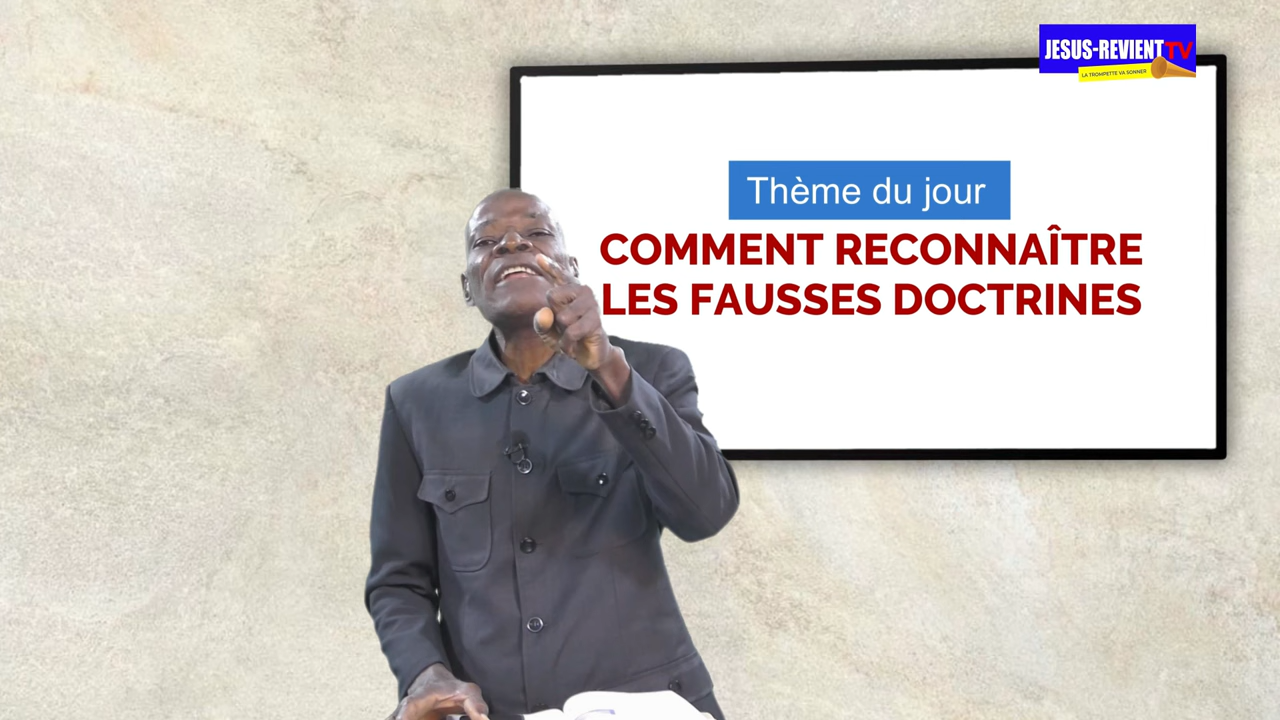 JESUS-REVIENT TV
LA TROMPETTE VA SONNER
Thème du jour
COMMENT RECONNAÎTRE
LES FAUSSES DOCTRINES